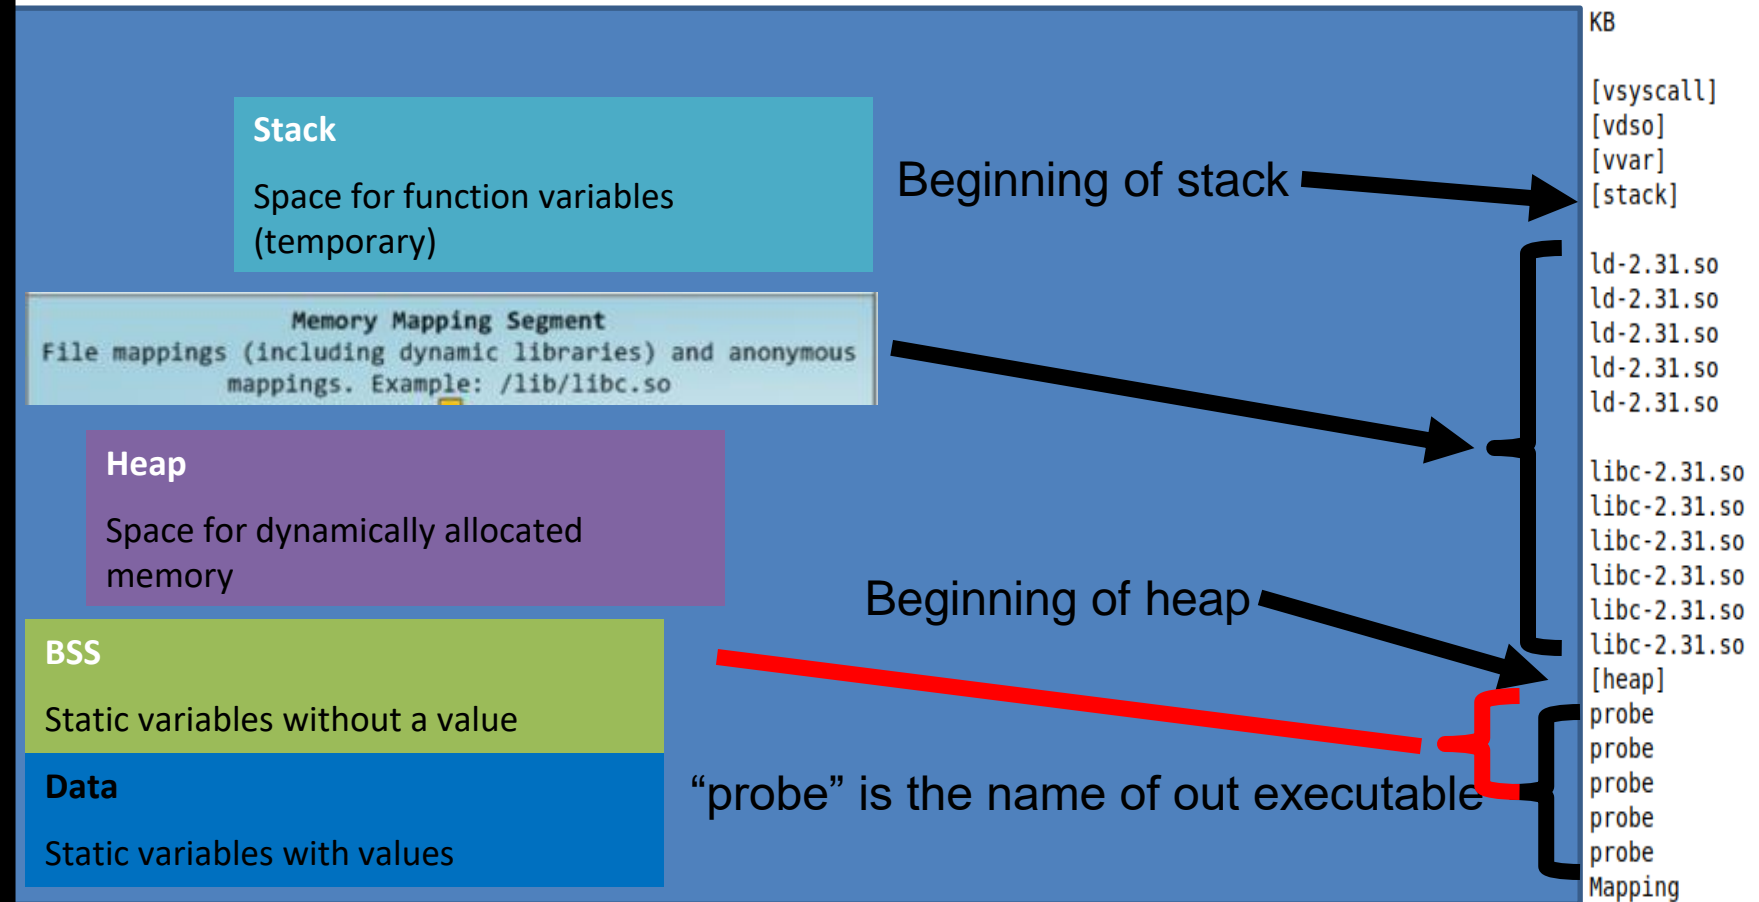 Stack
Space for function variables
(temporary)
Memory Mapping Segment
File mappings (including dynamic libraries) and anonymous
mappings. Example: /lib/libc.so
Heap
Space for dynamically allocated
memory
BSS
Static variables without a value
Data
Static variables with values
Beginning of stack
Beginning of heap
“probe” is the name of out executable
KB
[vsyscall]
[vdso]
[vvar]
[stack]
ld-2.31.so
ld-2.31.so
ld-2.31.so
ld-2.31.so
ld-2.31.so
libc-2.31.so
libc-2.31.so
libc-2.31.so
libc-2.31.so
libc-2.31.so
libc-2.31.so
[heap]
probe
probe
probe
probe
probe
Mapping